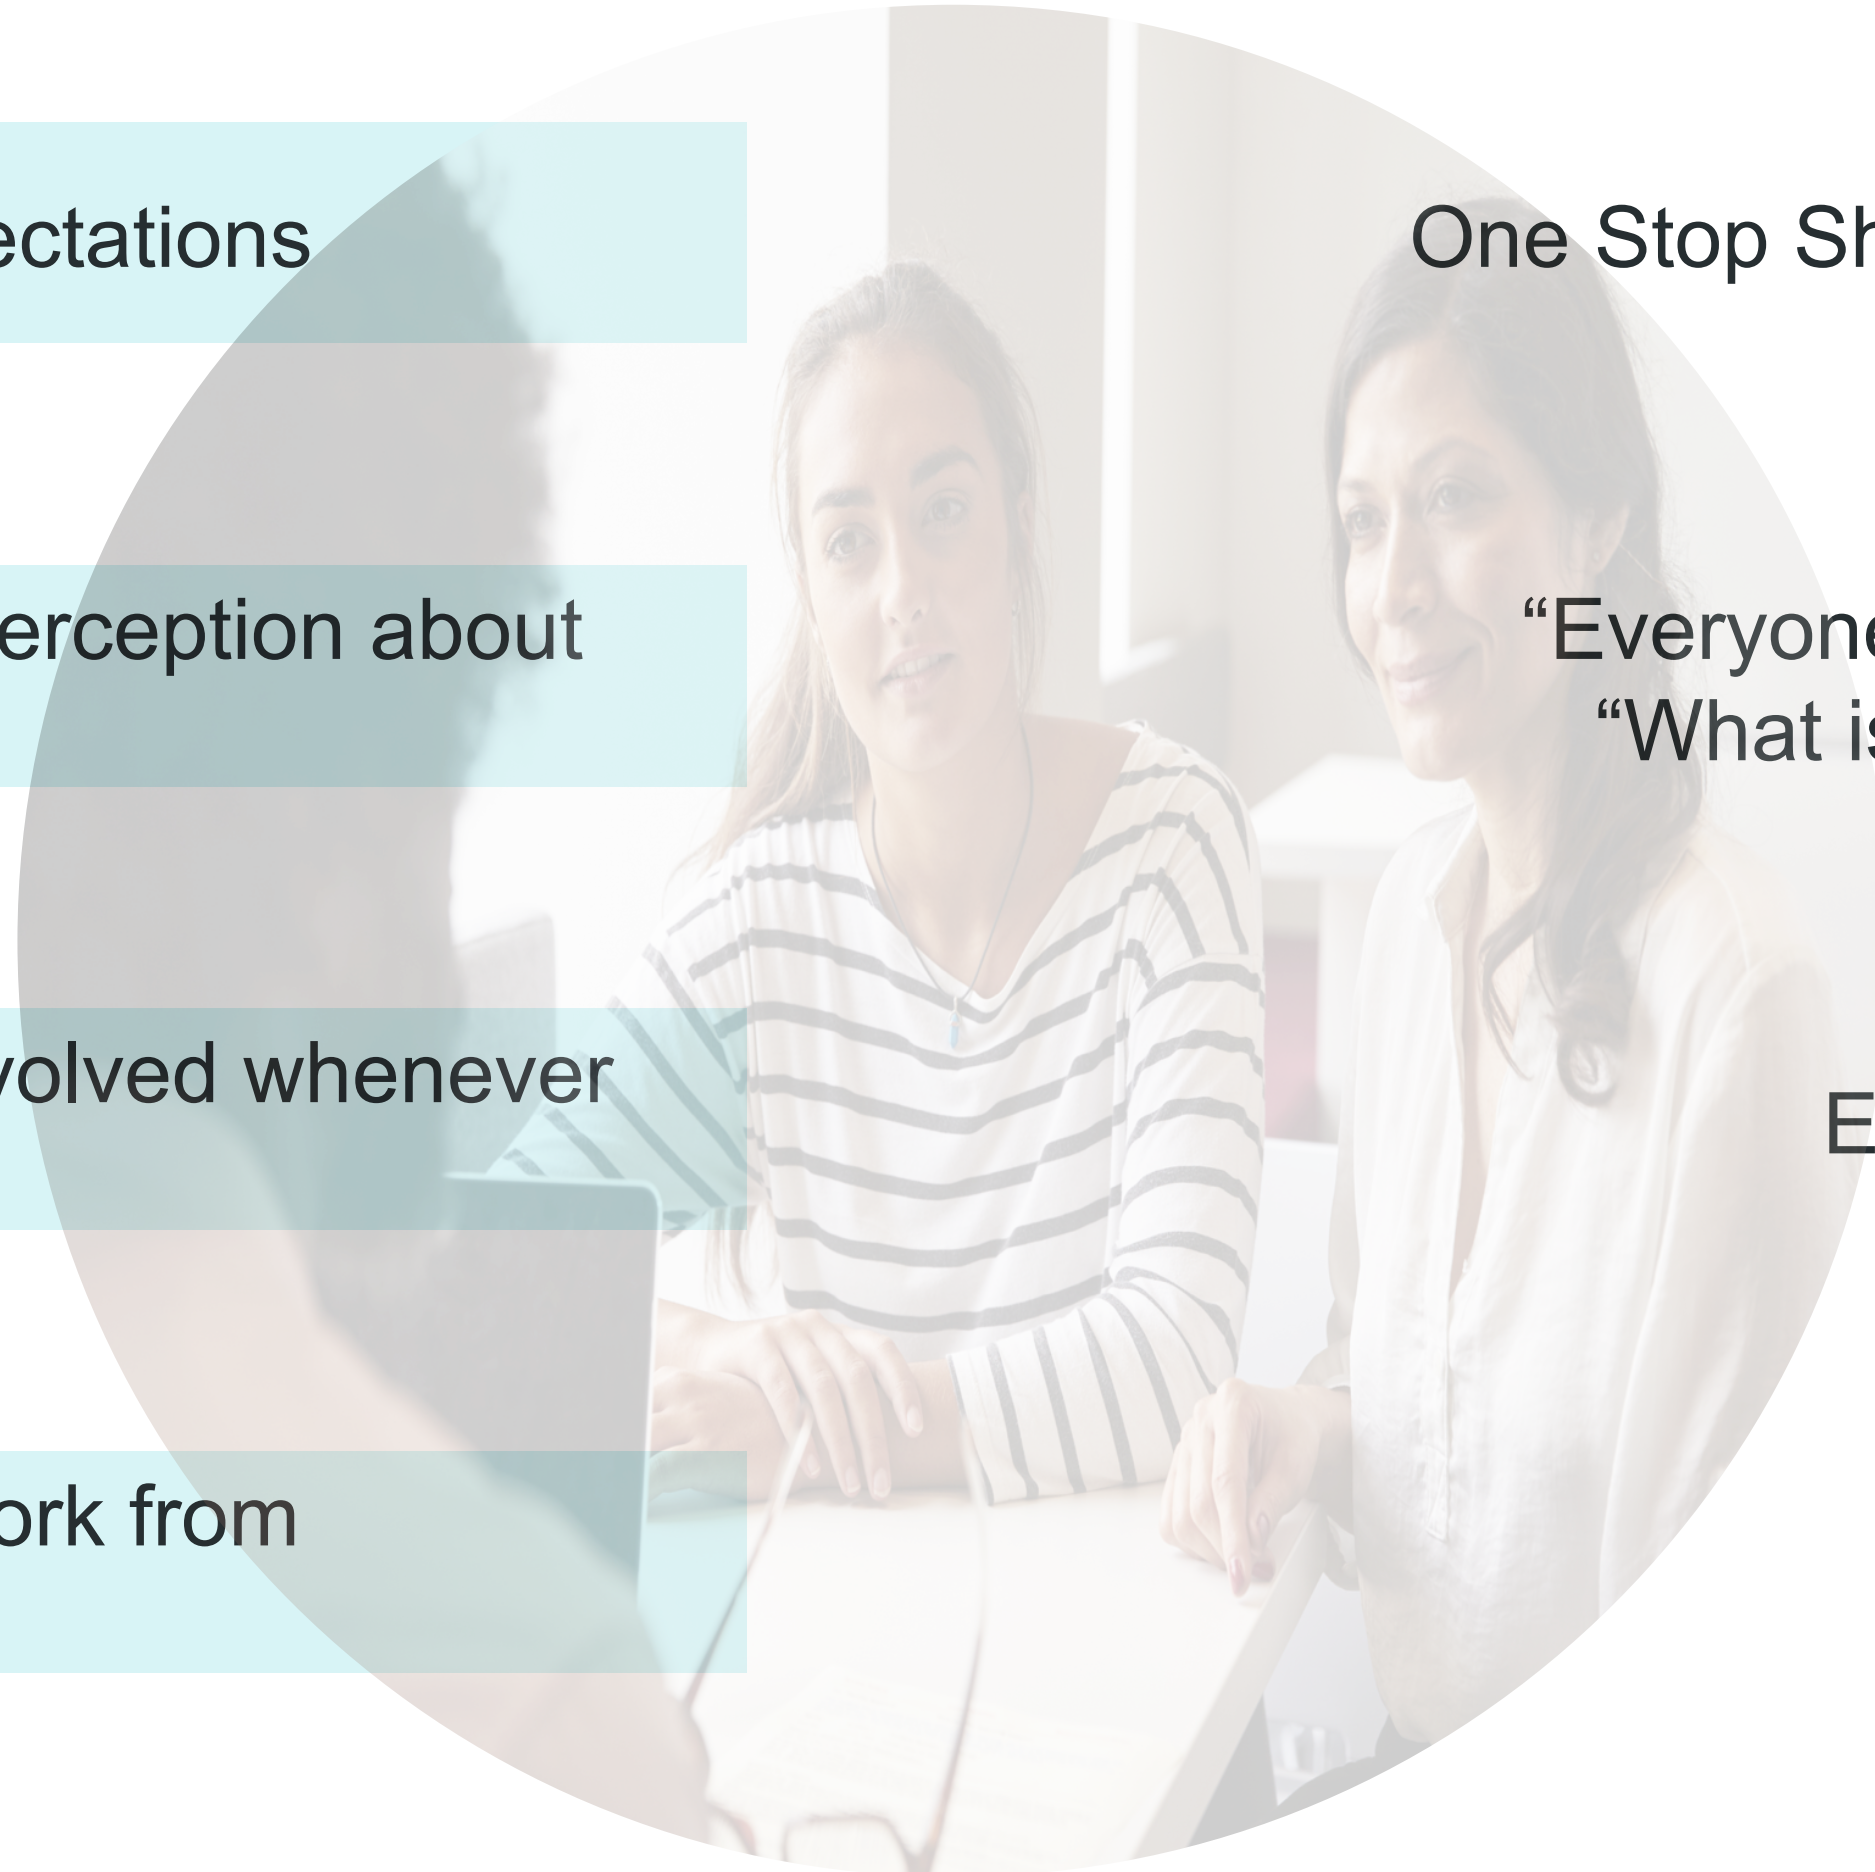 ectations
One Stop Sh
erception about
“Everyone
“What is
volved whenever
E
ork from